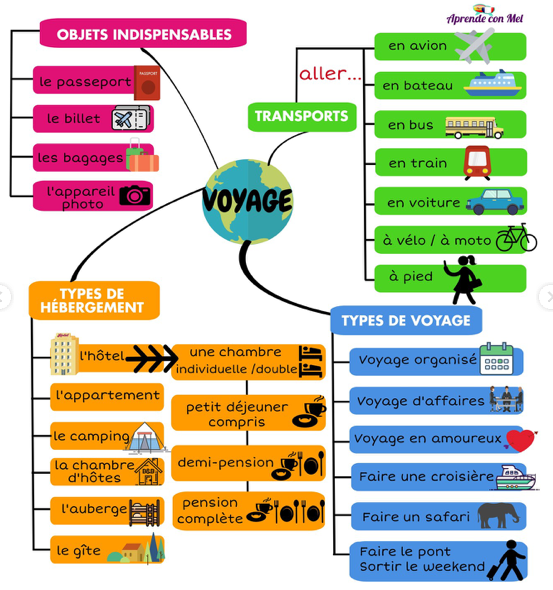 Aprende con Mel
OBJETS INDISPENSABLES
le passeport
PASSPORT
le billet
les bagages
l'appareil
photo
TRANSPORTS
aller...
en avion
en bateau
en bus
en train
en voiture
à vélo / à moto
à pied
VOYAGE
TYPES DE
HÉBERGEMENT
l'hôtel
une chambre
individuelle /double
petit déjeuner
compris
demi-pension
pension
complète
l'appartement
le camping
la chambre
d'hôtes
l'auberge
le gîte
TYPES DE VOYAGE
Voyage organisé
Voyage d'affaires
Voyage en amoureux
Faire une croisière
Faire un safari
Faire le pont
Sortir le weekend